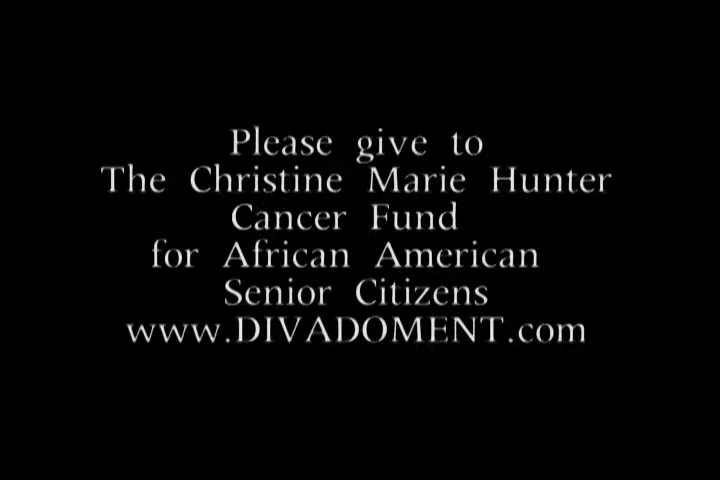 Please give to
The Christine Marie Hunter
Cancer Fund
for African American
Senior Citizens
www.DIVADOMENT.com